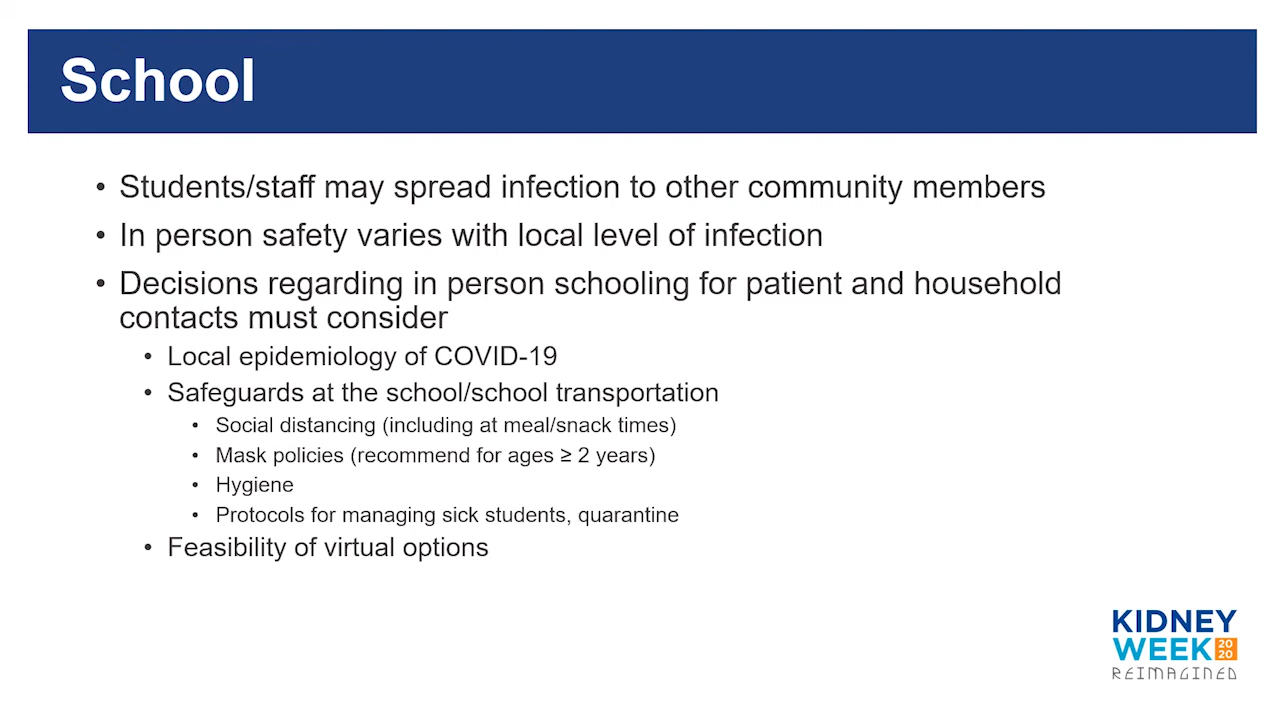 School
• Students/staff may spread infection to other community members
• In person safety varies with local level of infection
• Decisions regarding in person schooling for patient and household
contacts must consider
• Local epidemiology of COVID-19
• Safeguards at the school/school transportation
• Social distancing (including at meal/snack times)
• Mask policies (recommend for ages ≥ 2 years)
• Hygiene
• Protocols for managing sick students, quarantine
• Feasibility of virtual options
KIDNEY
WEEK 2020
REIMAGINED